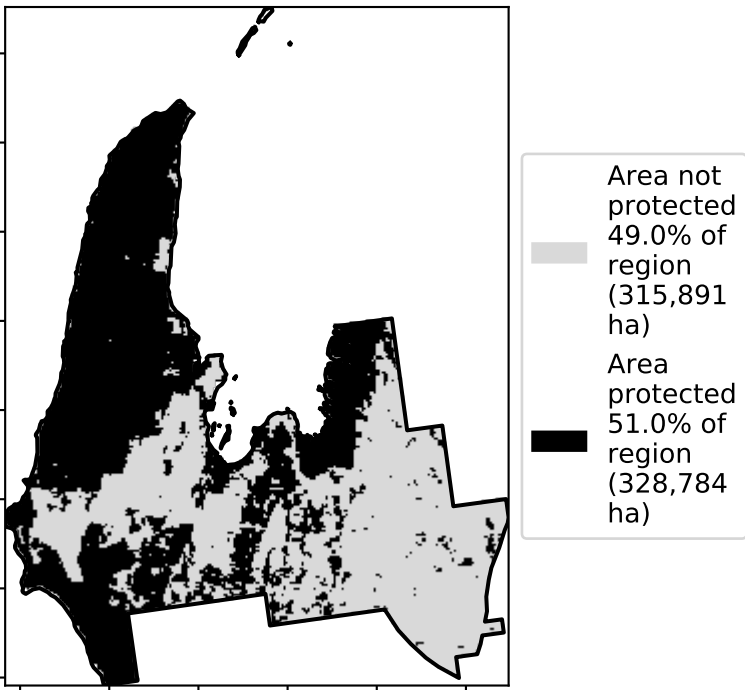 Area not
protected
49.0% of
region
(315,891
ha)
Area
protected
51.0% of
region
(328,784
ha)